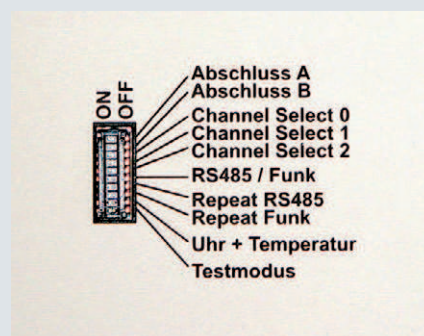 ON
OFF
Abschluss A
Abschluss B
Channel Select 0
Channel Select 1
Channel Select 2
RS485 / Funk
Repeat RS485
Repeat Funk
Uhr + Temperatur
Testmodus